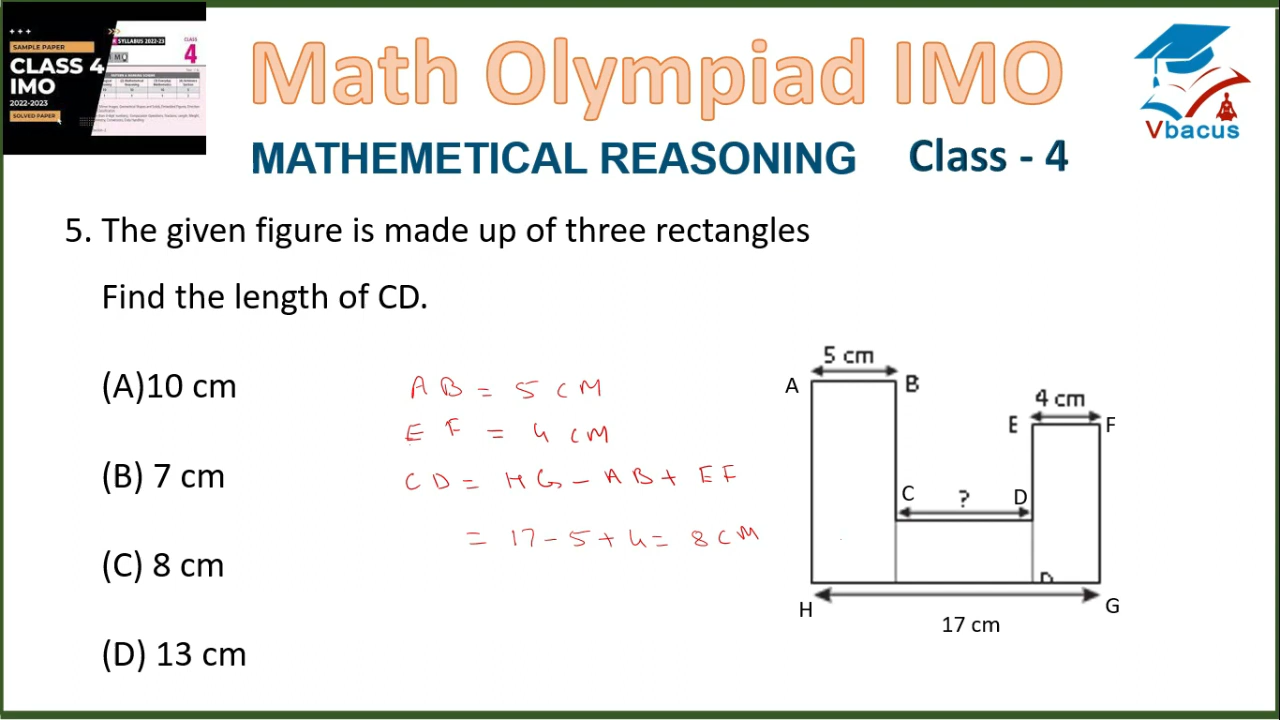 SAMPLE PAPER
CLASS 4
IMO
2022-2023
SOLVED PAPER
SYLLABUS 2022-23
CLASS
4
Math Olympiad IMO
MATHEMETICAL REASONING Class - 4
Vbacus
5. The given figure is made up of three rectangles
Find the length of CD.
(A)10 cm
(B) 7 cm
(C) 8 cm
(D) 13 cm
AB = 5 CM
EF = 4 CM
CD = HG - AB + EF
= 17 - 5 + 4 = 8 CM
5 cm
A B
4 cm
E F
C ? D
D
H G
17 cm